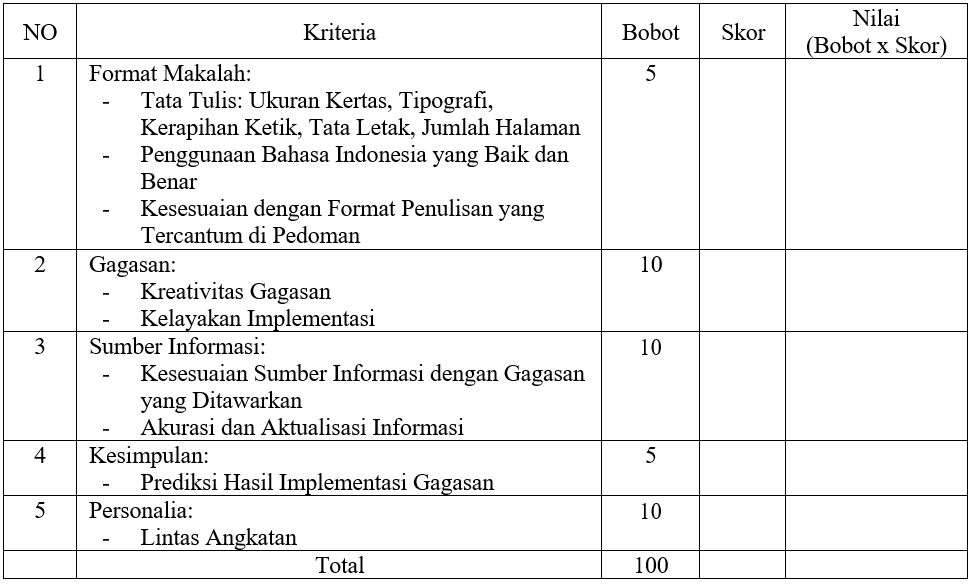 NO Kriteria Bobot Skor Nilai
(Bobot x Skor)
1 Format Makalah: 5
- Tata Tulis: Ukuran Kertas, Tipografi,
Kerapihan Ketik, Tata Letak, Jumlah Halaman
- Penggunaan Bahasa Indonesia yang Baik dan
Benar
- Kesesuaian dengan Format Penulisan yang
Tercantum di Pedoman
2 Gagasan: 10
- Kreativitas Gagasan
- Kelayakan Implementasi
3 Sumber Informasi: 10
- Kesesuaian Sumber Informasi dengan Gagasan
yang Ditawarkan
- Akurasi dan Aktualisasi Informasi
4 Kesimpulan: 5
- Prediksi Hasil Implementasi Gagasan
5 Personalia: 10
- Lintas Angkatan
Total 100